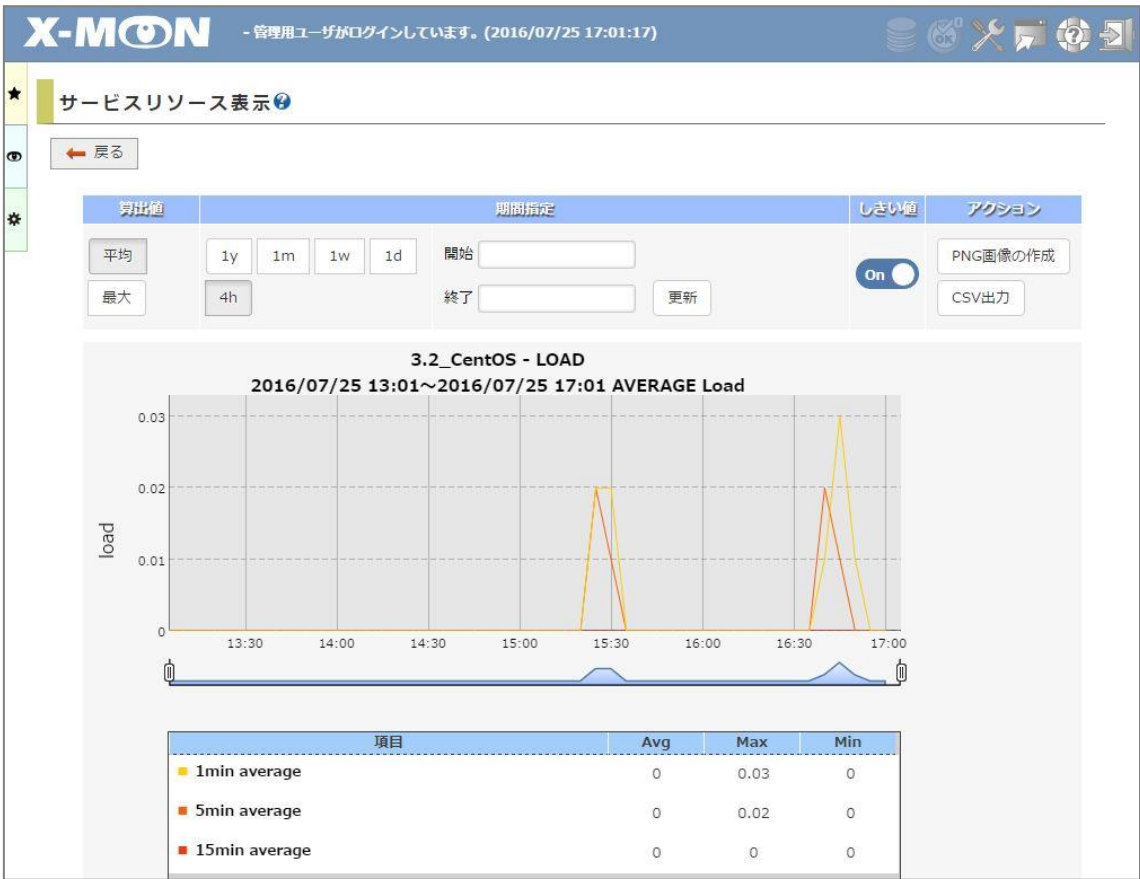 X-MON - 管理用ユーザがログインしています。(2016/07/25 17:01:17)
サービスリソース表示
戻る
算出値 期間指定 しきい値 アクション
平均 1y 1m 1w 1d 開始 On PNG画像の作成
最大 4h 終了 更新 CSV出力
3.2_CentOS - LOAD
2016/07/25 13:01～2016/07/25 17:01 AVERAGE Load
0.03
0.02
load
0.01
0
13:30 14:00 14:30 15:00 15:30 16:00 16:30 17:00
項目 Avg Max Min
1min average 0 0.03 0
5min average 0 0.02 0
15min average 0 0 0